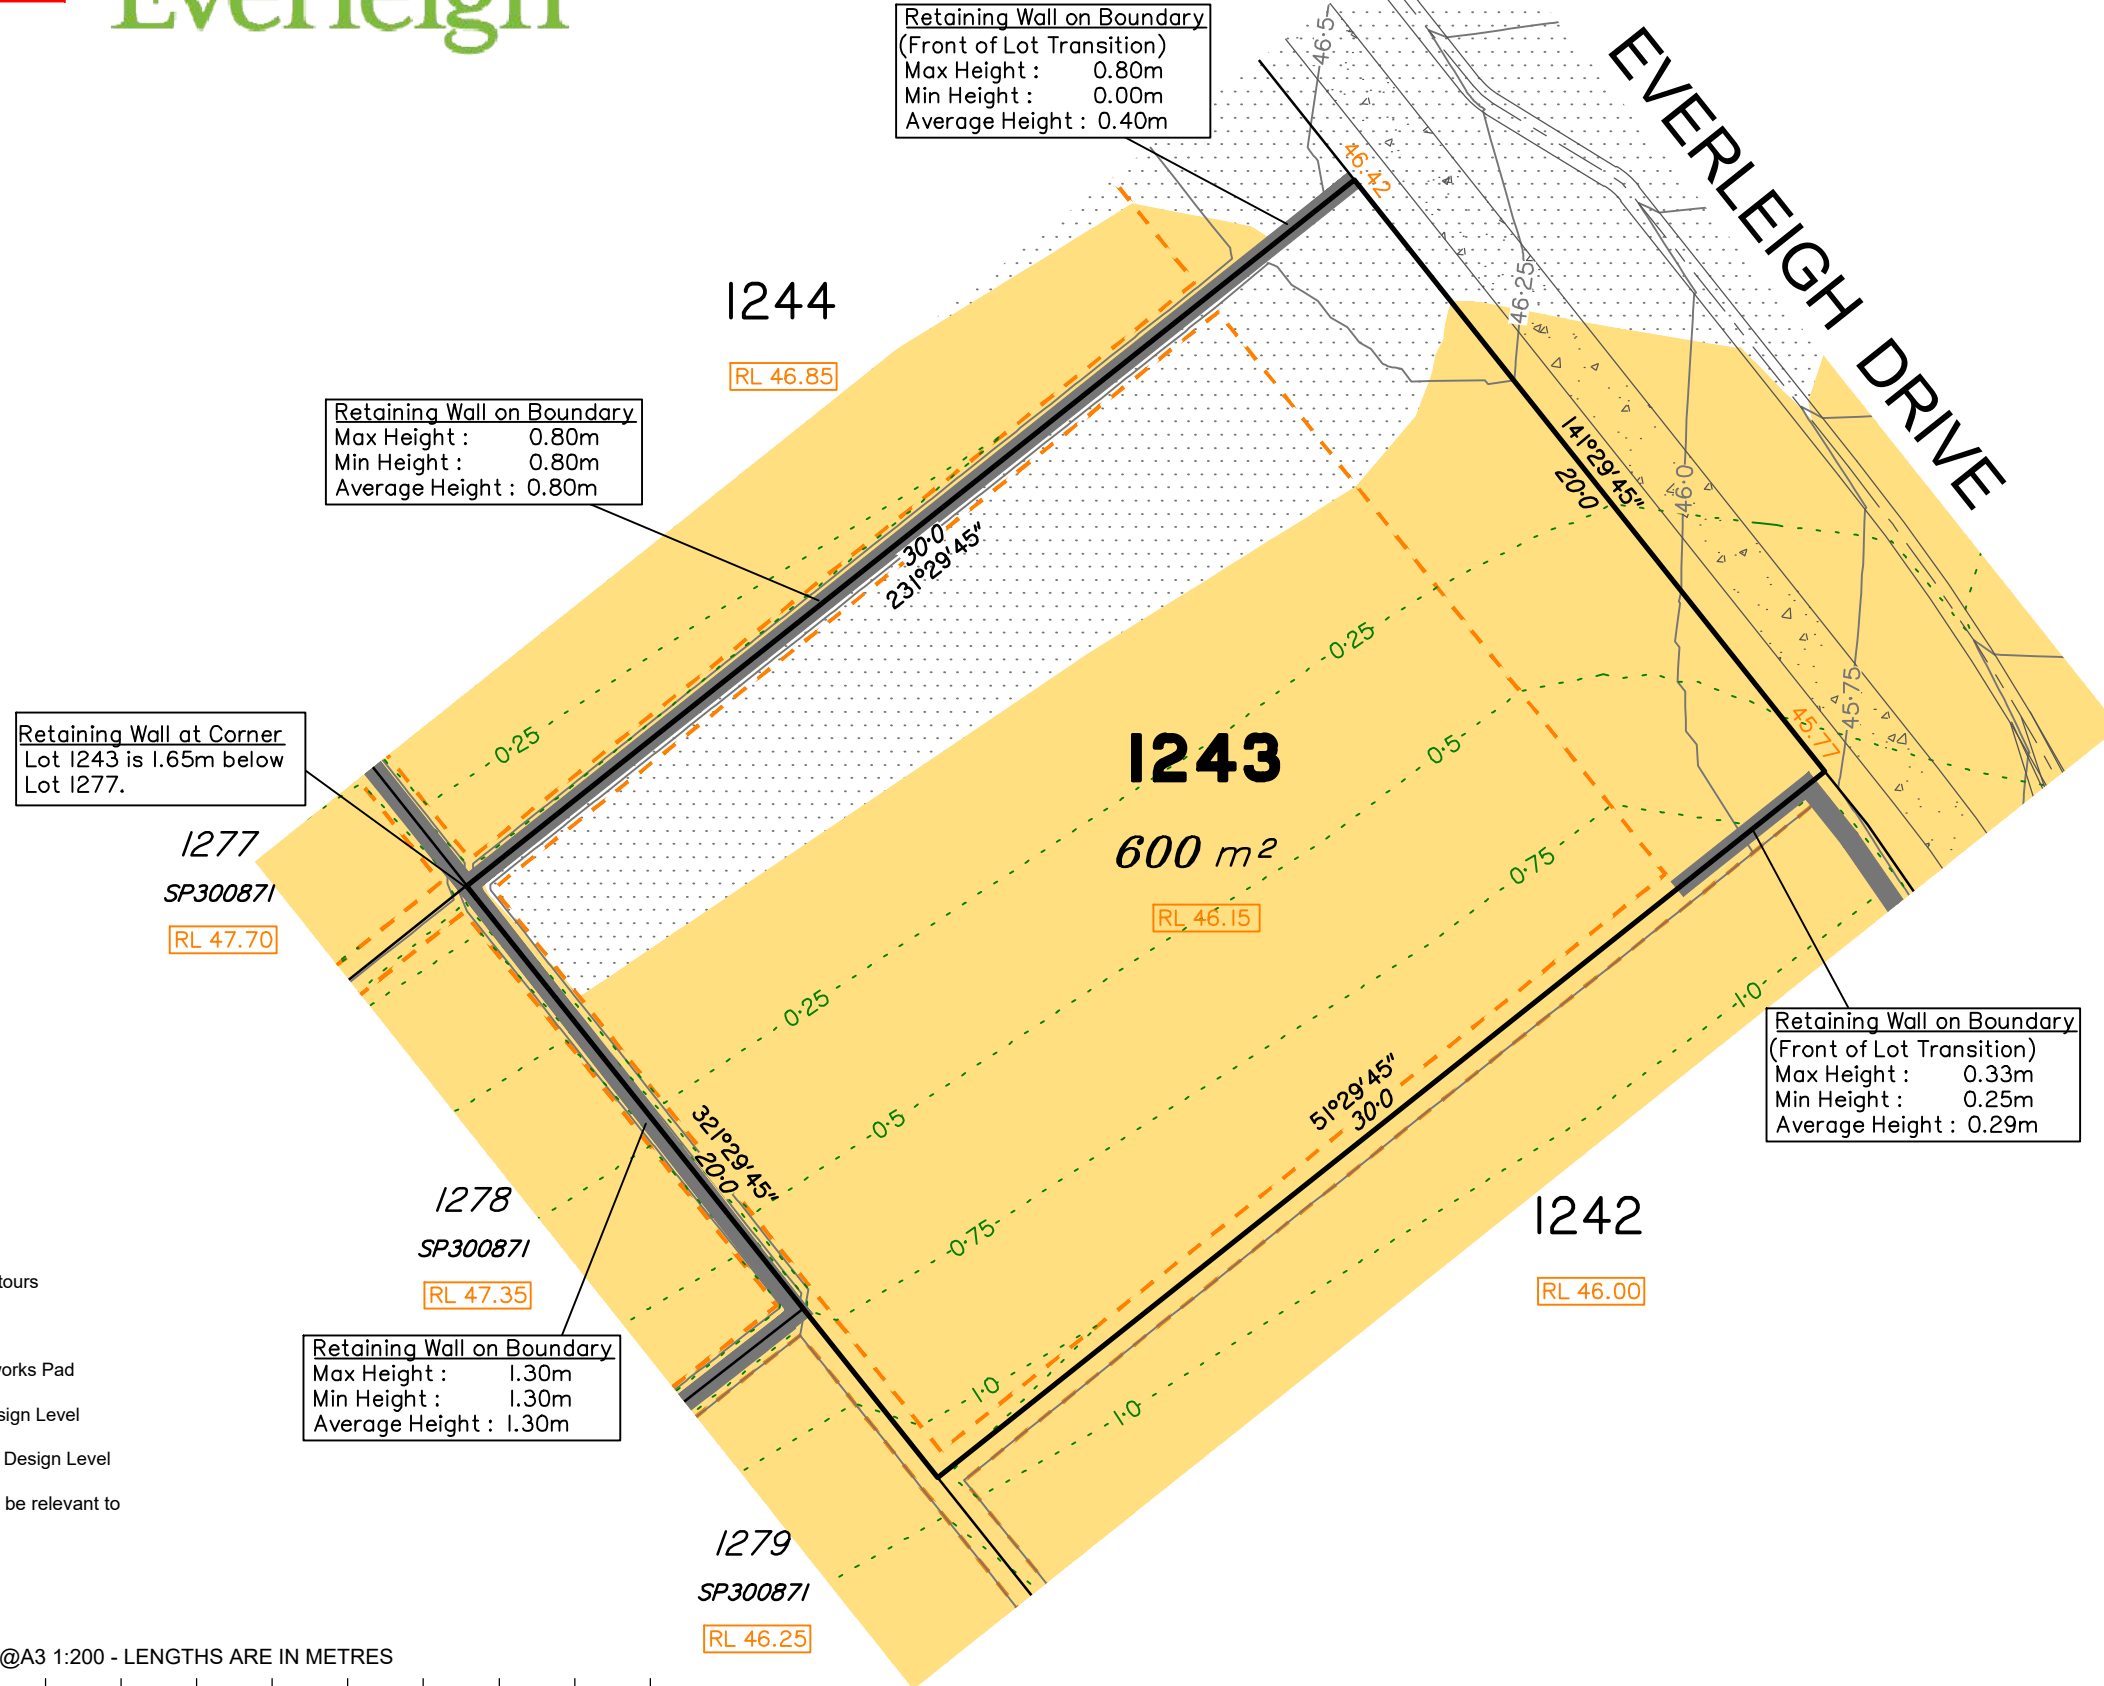 Everleigh
Retaining Wall on Boundary
(Front of Lot Transition)
Max Height : 0.80m
Min Height : 0.00m
Average Height : 0.40m
EVERLEIGH DRIVE
46·5
46.42
46·25
1244
RL 46.85
Retaining Wall on Boundary
Max Height : 0.80m
Min Height : 0.80m
Average Height : 0.80m
141°29'45"
20·0
46·0
30·0
231°29'45"
0·25
0·25
0·5
0·75
45·75
45.77
Retaining Wall at Corner
Lot 1243 is 1.65m below
Lot 1277.
1277
SP300871
RL 47.70
1243
600 m²
RL 46.15
0·25
0·5
0·75
1·0
1·0
1·0
Retaining Wall on Boundary
(Front of Lot Transition)
Max Height : 0.33m
Min Height : 0.25m
Average Height : 0.29m
51°29'45"
30·0
321°29'45"
20·0
1278
SP300871
RL 47.35
1242
RL 46.00
Retaining Wall on Boundary
Max Height : 1.30m
Min Height : 1.30m
Average Height : 1.30m
tours
orks Pad
sign Level
Design Level
be relevant to
1279
SP300871
RL 46.25
@A3 1:200 - LENGTHS ARE IN METRES